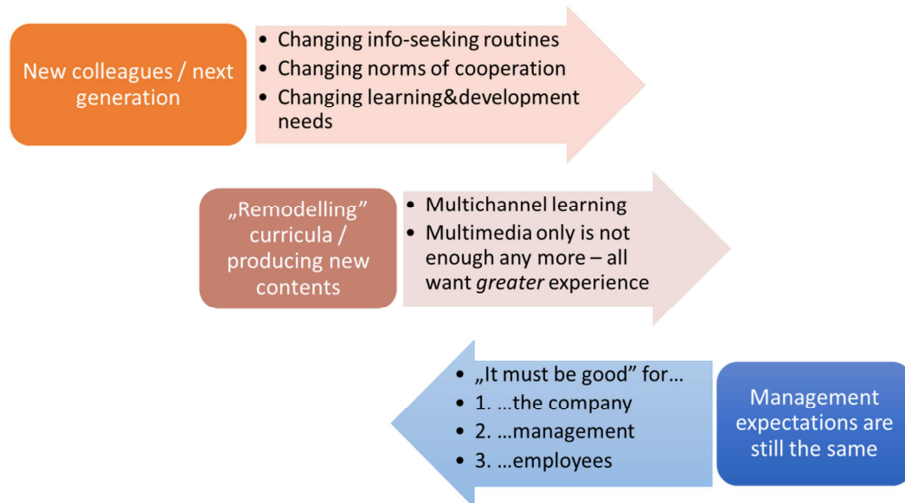 New colleagues / next
generation
• Changing info-seeking routines
• Changing norms of cooperation
• Changing learning&development
needs
„Remodelling”
curricula /
producing new
contents
• Multichannel learning
• Multimedia only is not
enough any more – all
want greater experience
• „It must be good” for...
• 1. ...the company
• 2. ...management
• 3. ...employees
Management
expectations are
still the same